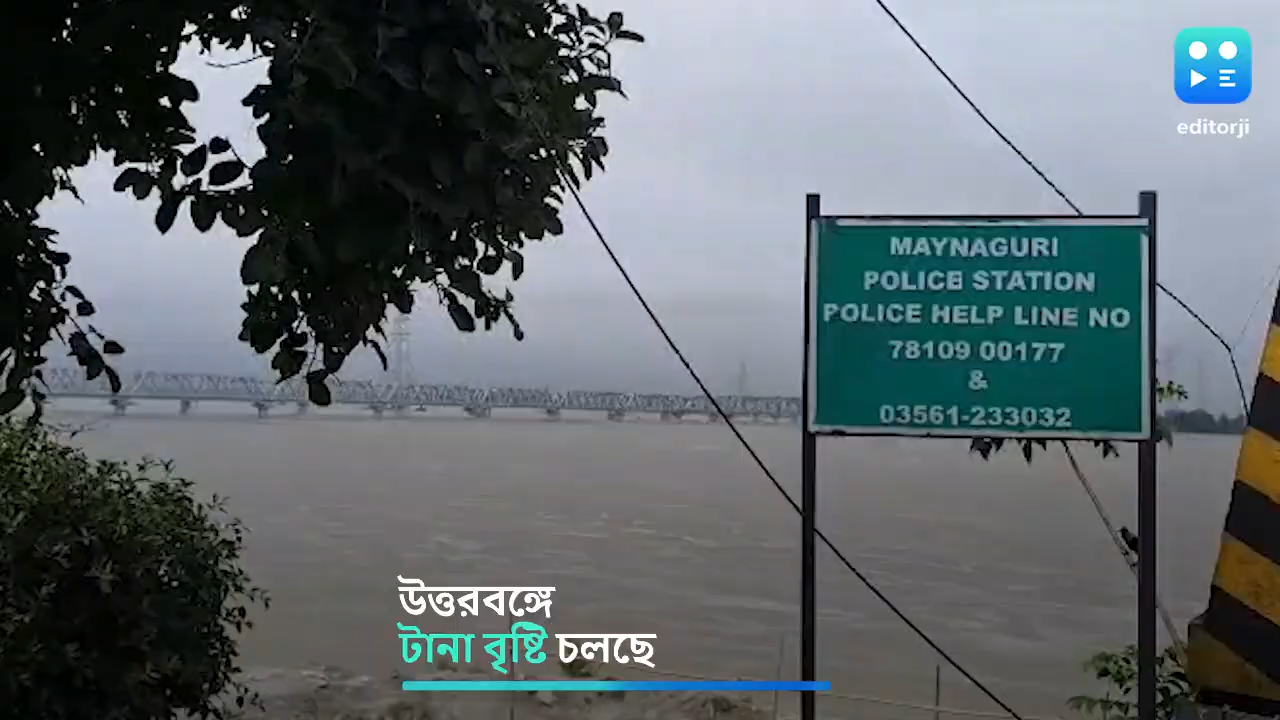 editorji
MAYNAGURI
POLICE STATION
POLICE HELP LINE NO
78109 00177
&
03561-233032
উত্তরবঙ্গে
টানা বৃষ্টি চলছে